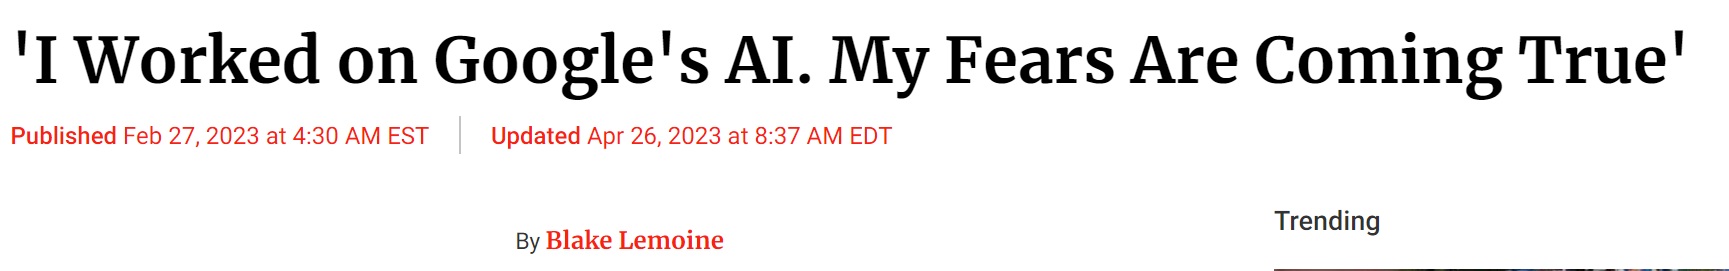 'I Worked on Google's AI. My Fears Are Coming True'
Published Feb 27, 2023 at 4:30 AM EST Updated Apr 26, 2023 at 8:37 AM EDT
By Blake Lemoine
Trending